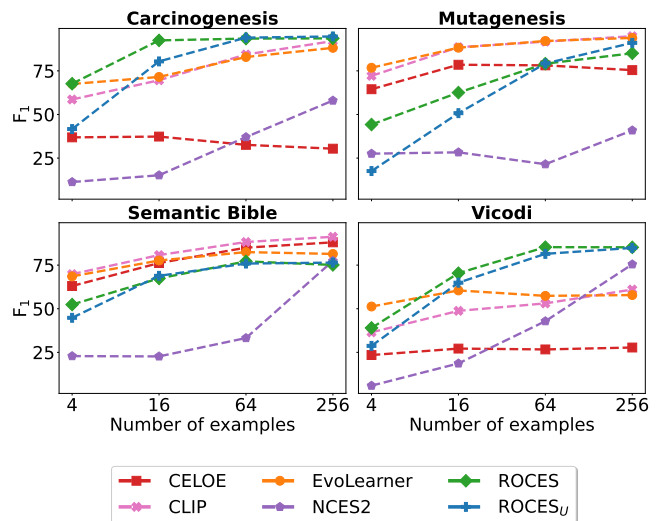 Carcinogenesis Mutagenesis
F1
75
50
25
Semantic Bible Vicodi
F1
75
50
25
4 16 64 256 4 16 64 256
Number of examples Number of examples
CELOE EvoLearner ROCES
CLIP NCES2 ROCES_U